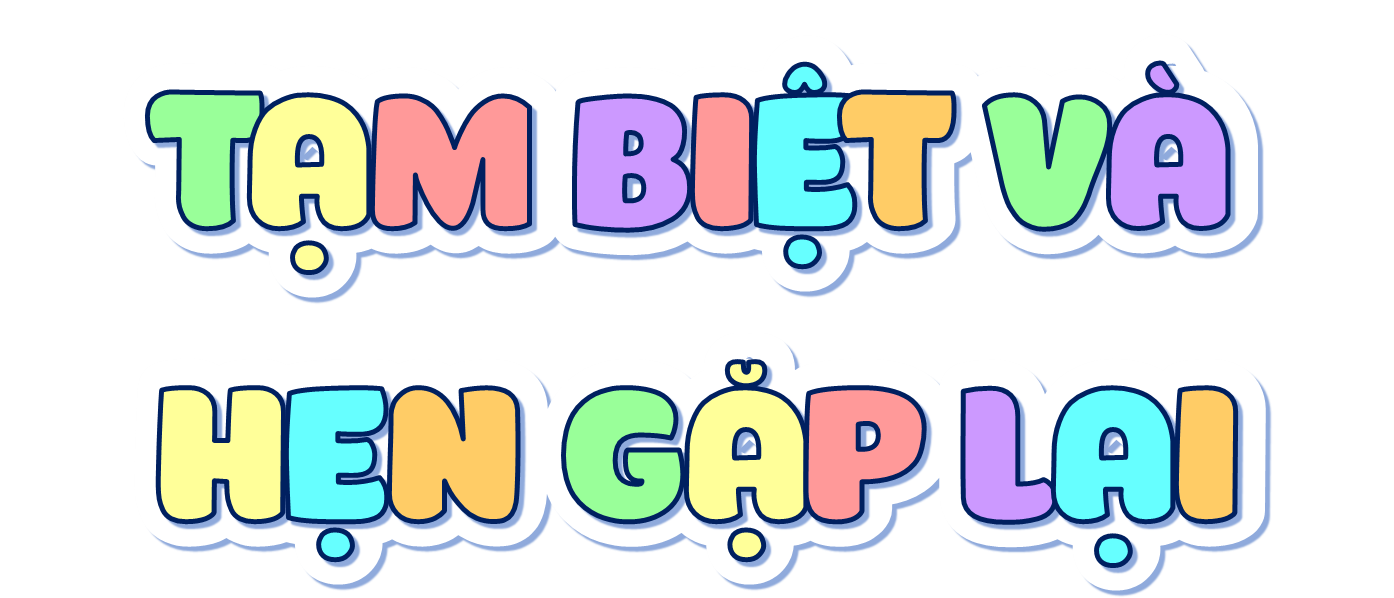 TẠM BIỆT VÀ
HẸN GẶP LẠI